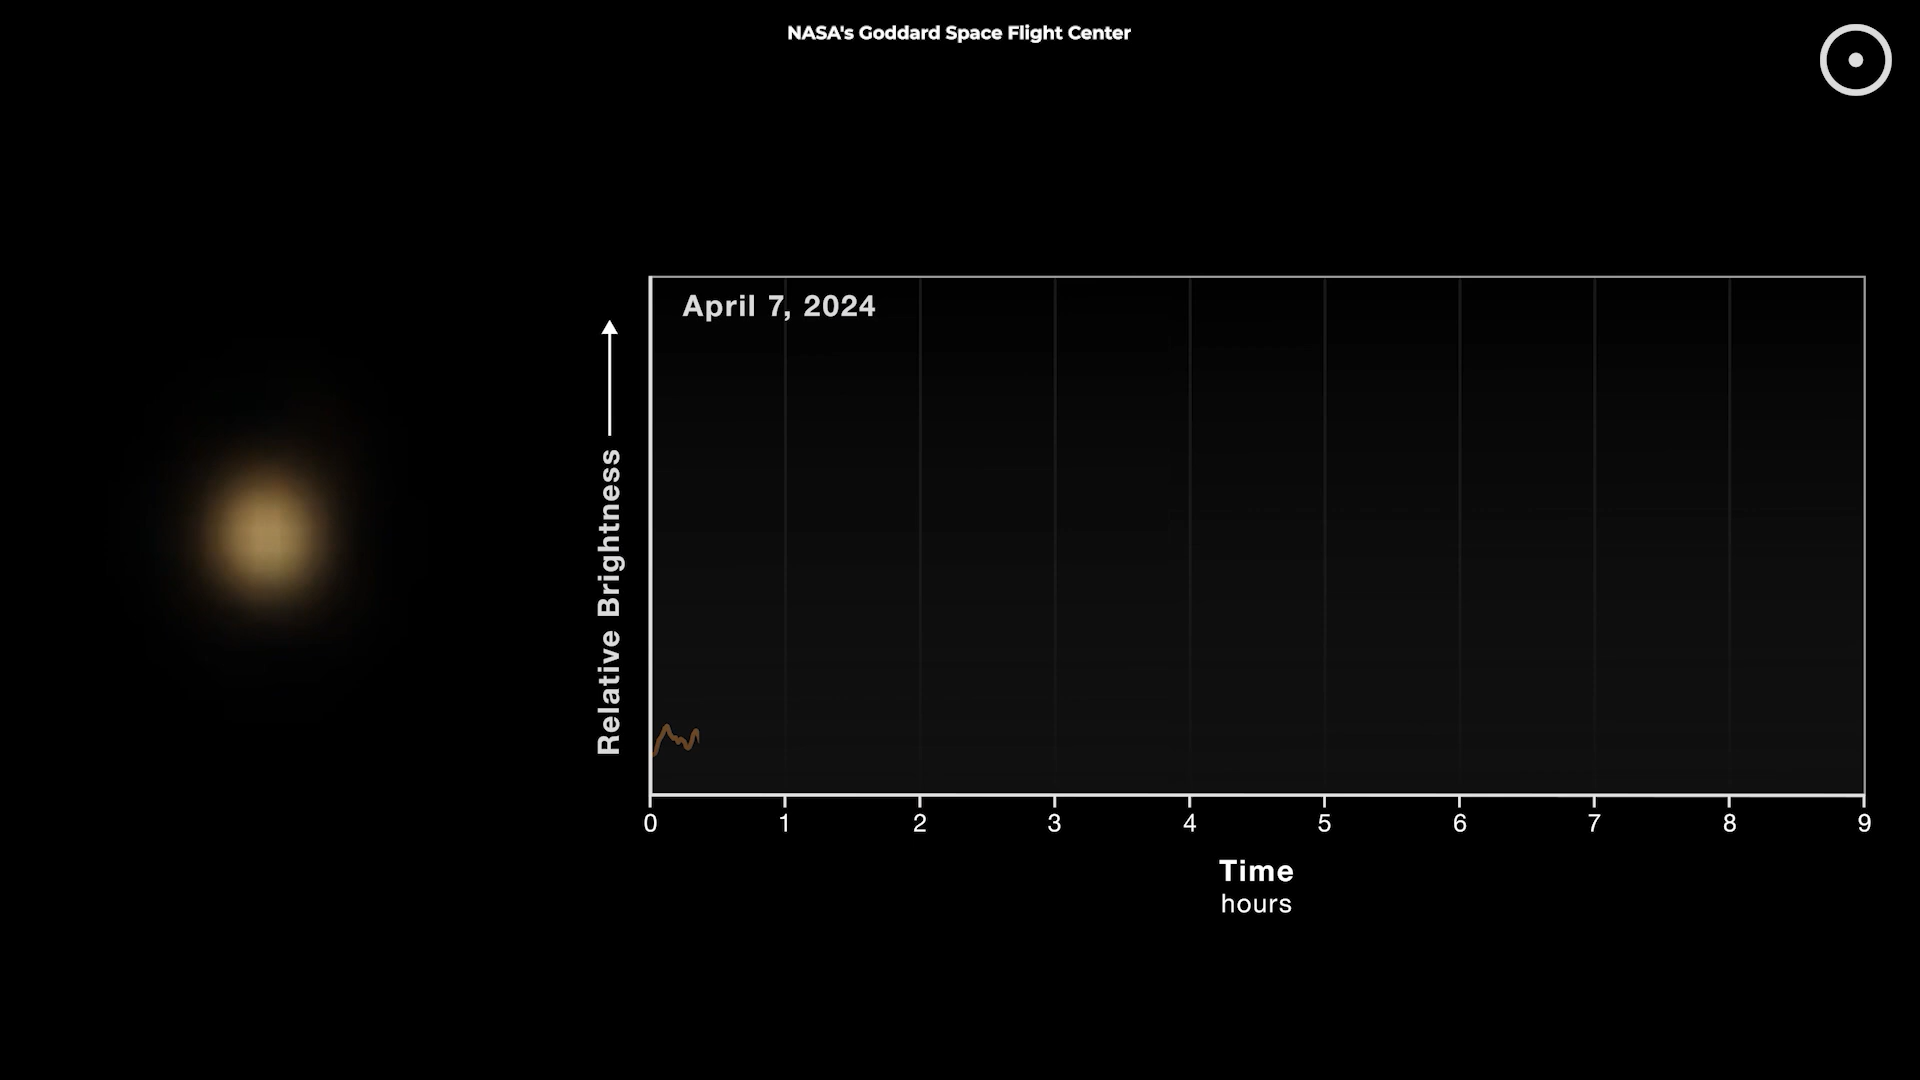 NASA's Goddard Space Flight Center
April 7, 2024
Relative Brightness
0 1 2 3 4 5 6 7 8 9
Time
hours